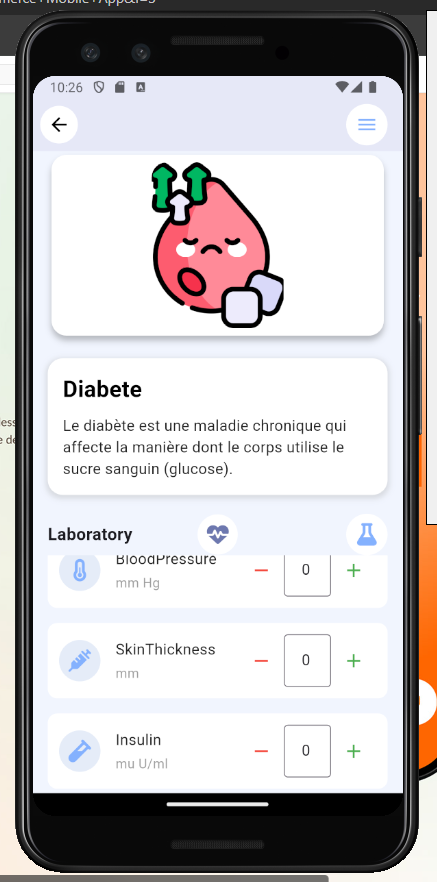 10:26
Diabete
Le diabète est une maladie chronique qui
affecte la manière dont le corps utilise le
sucre sanguin (glucose).
Laboratory
BloodPressure
mm Hg
0
SkinThickness
mm
0
Insulin
mu U/ml
0